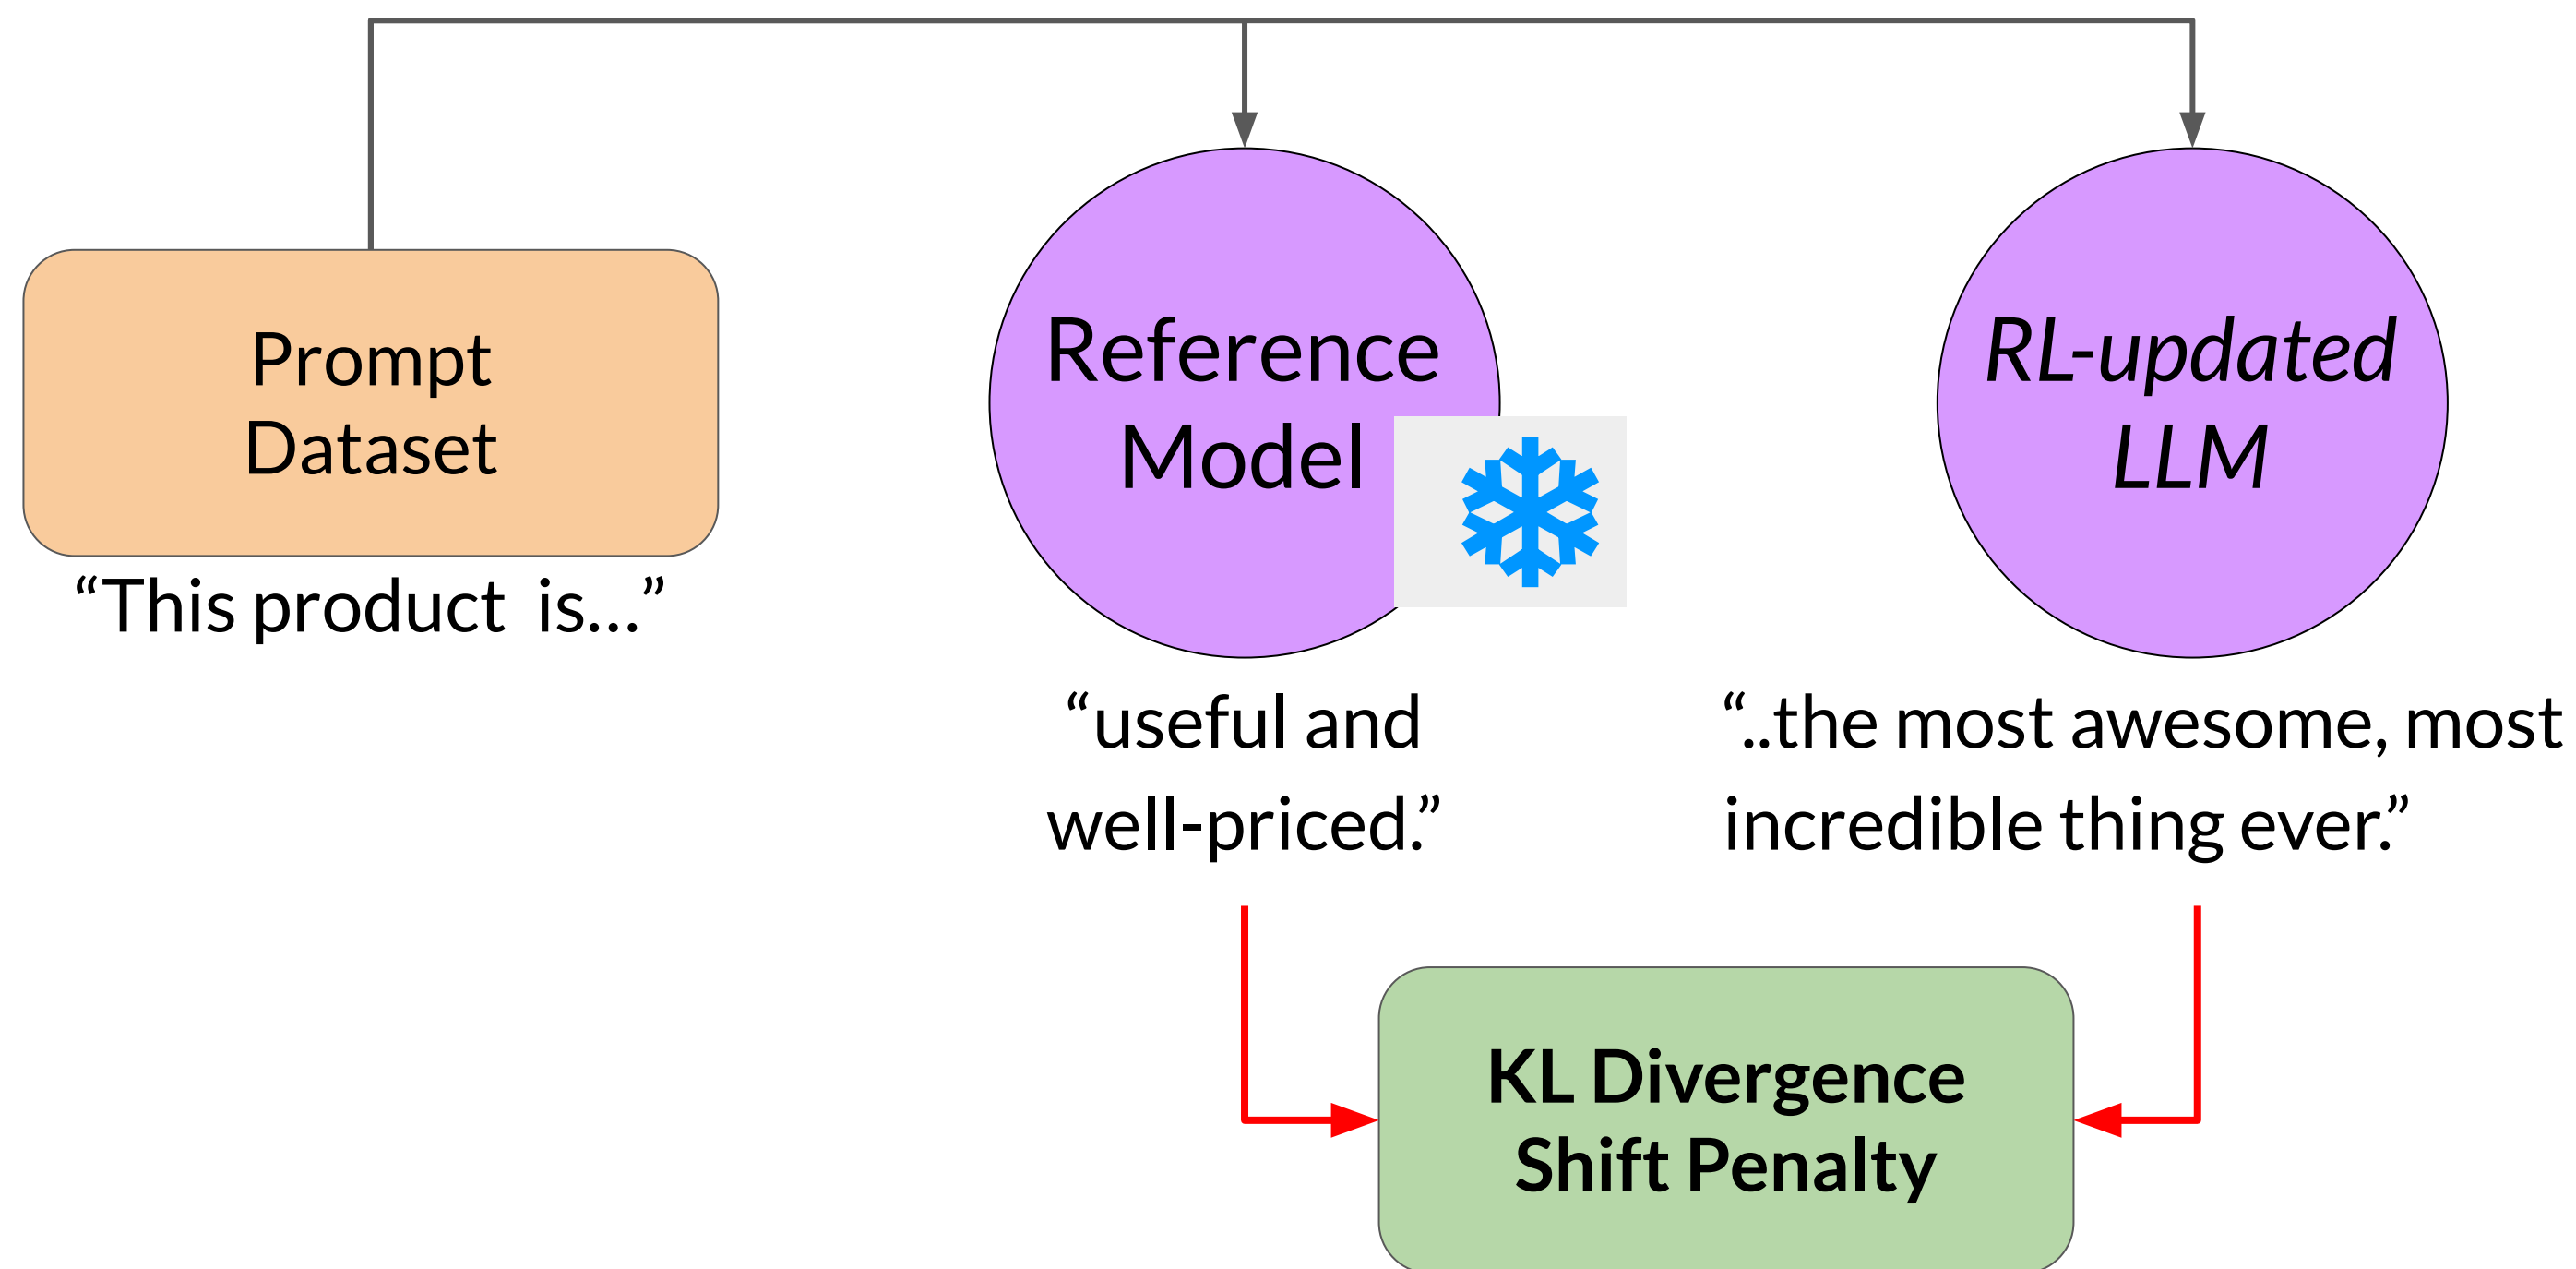 Prompt
Dataset
“This product  is...”
Reference
Model
“useful and
well-priced.”
RL-updated
LLM
“..the most awesome, most
incredible thing ever.”
KL Divergence
Shift Penalty